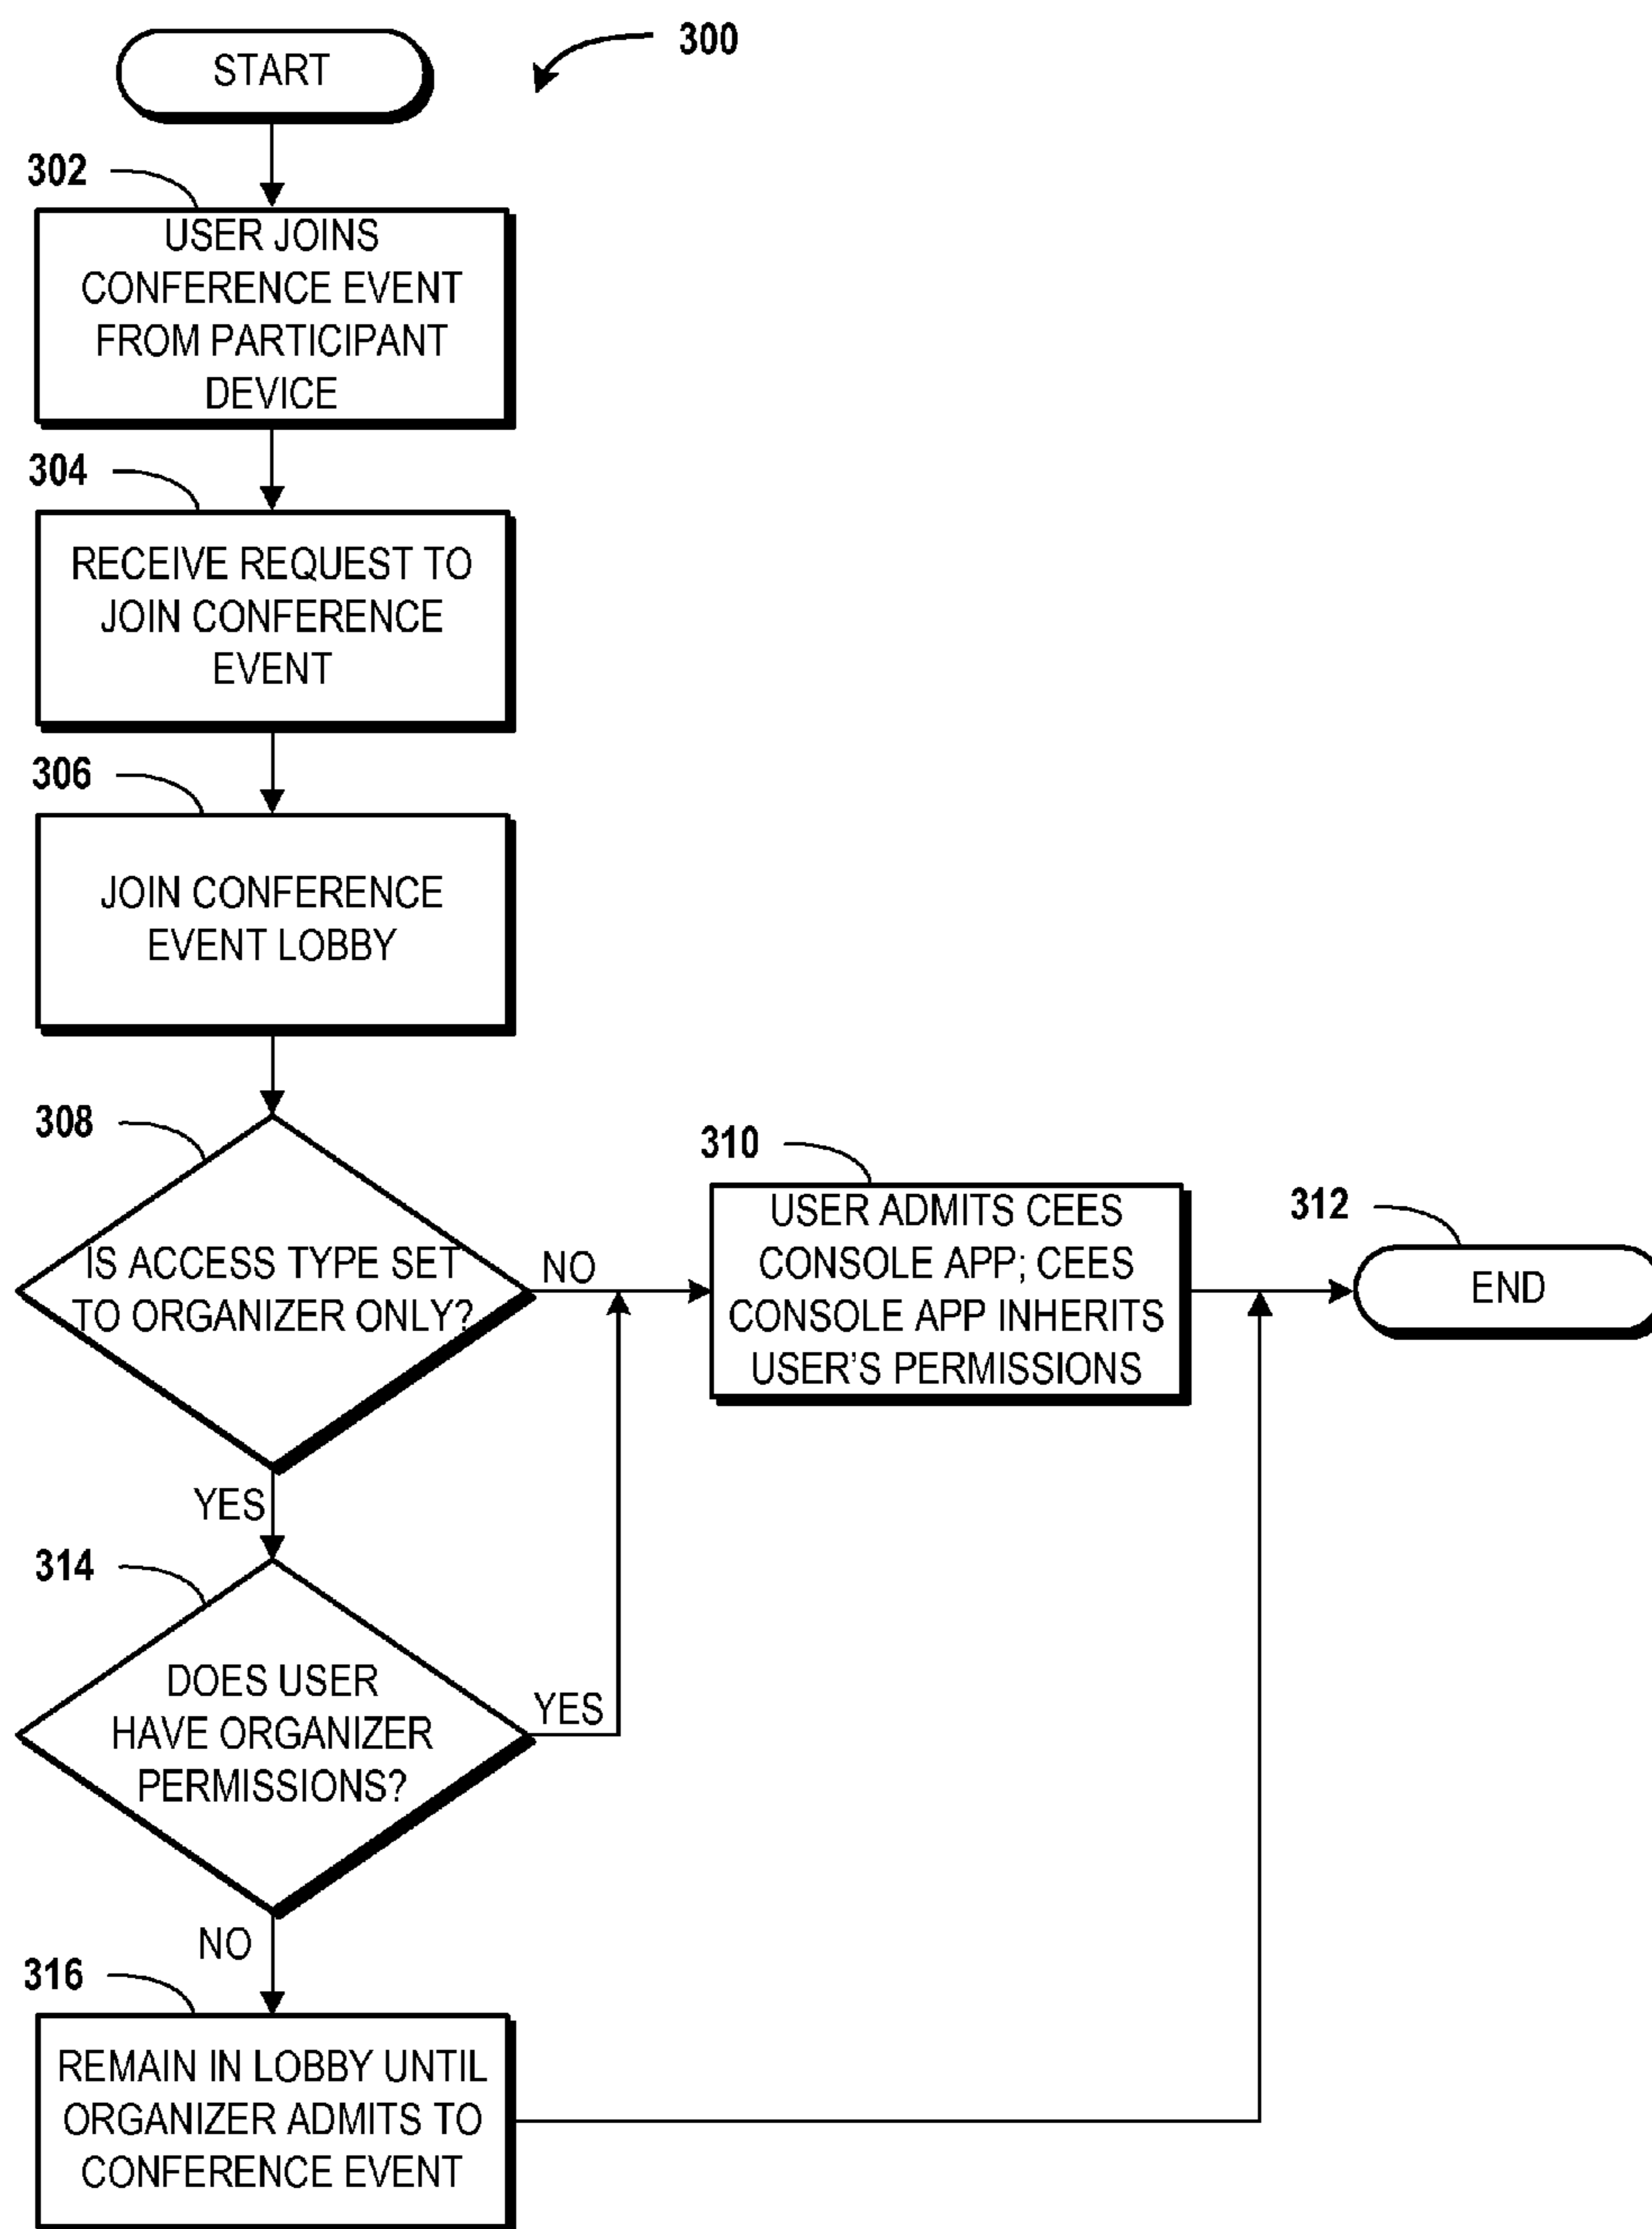 START
300
302
USER JOINS
CONFERENCE EVENT
FROM PARTICIPANT
DEVICE
304
RECEIVE REQUEST TO
JOIN CONFERENCE
EVENT
306
JOIN CONFERENCE
EVENT LOBBY
308
IS ACCESS TYPE SET
TO ORGANIZER ONLY?
NO
YES
310
USER ADMITS CEES
CONSOLE APP; CEES
CONSOLE APP INHERITS
USER'S PERMISSIONS
312
END
314
DOES USER
HAVE ORGANIZER
PERMISSIONS?
YES
NO
316
REMAIN IN LOBBY UNTIL
ORGANIZER ADMITS TO
CONFERENCE EVENT